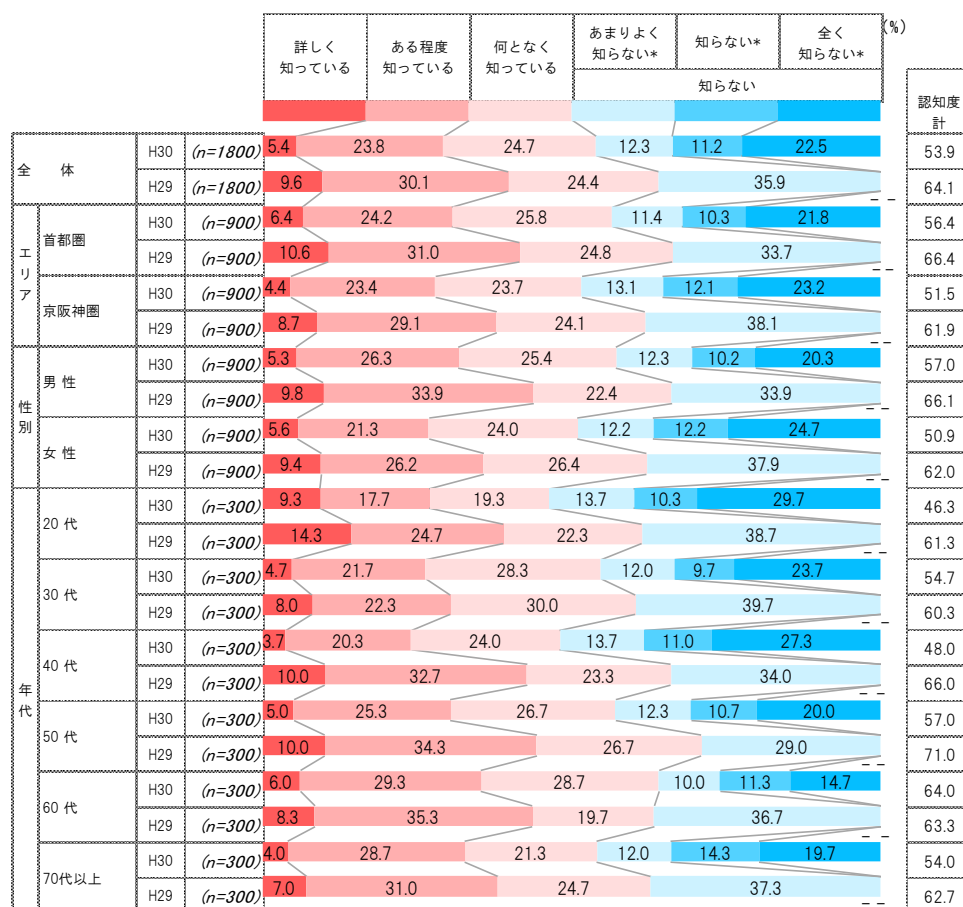 詳しく
知っている
ある程度
知っている
何となく
知っている
あまりよく
知らない*
知らない*
全く
知らない*
(%)
知らない
認知度
計
全 体
H30 (n=1800) 5.4 23.8 24.7 12.3 11.2 22.5 53.9
H29 (n=1800) 9.6 30.1 24.4 35.9 64.1
エリア
首都圏
H30 (n=900) 6.4 24.2 25.8 11.4 10.3 21.8 56.4
H29 (n=900) 10.6 31.0 24.8 33.7 66.4
京阪神圏
H30 (n=900) 4.4 23.4 23.7 13.1 12.1 23.2 51.5
H29 (n=900) 8.7 29.1 24.1 38.1 61.9
性別
男 性
H30 (n=900) 5.3 26.3 25.4 12.3 10.2 20.3 57.0
H29 (n=900) 9.8 33.9 22.4 33.9 66.1
女 性
H30 (n=900) 5.6 21.3 24.0 12.2 12.2 24.7 50.9
H29 (n=900) 9.4 26.2 26.4 37.9 62.0
年代
20 代
H30 (n=300) 9.3 17.7 19.3 13.7 10.3 29.7 46.3
H29 (n=300) 14.3 24.7 22.3 38.7 61.3
30 代
H30 (n=300) 4.7 21.7 28.3 12.0 9.7 23.7 54.7
H29 (n=300) 8.0 22.3 30.0 39.7 60.3
40 代
H30 (n=300) 3.7 20.3 24.0 13.7 11.0 27.3 48.0
H29 (n=300) 10.0 32.7 23.3 34.0 66.0
50 代
H30 (n=300) 5.0 25.3 26.7 12.3 10.7 20.0 57.0
H29 (n=300) 10.0 34.3 26.7 29.0 71.0
60 代
H30 (n=300) 6.0 29.3 28.7 10.0 11.3 14.7 64.0
H29 (n=300) 8.3 35.3 19.7 36.7 63.3
70代以上
H30 (n=300) 4.0 28.7 21.3 12.0 14.3 19.7 54.0
H29 (n=300) 7.0 31.0 24.7 37.3 62.7